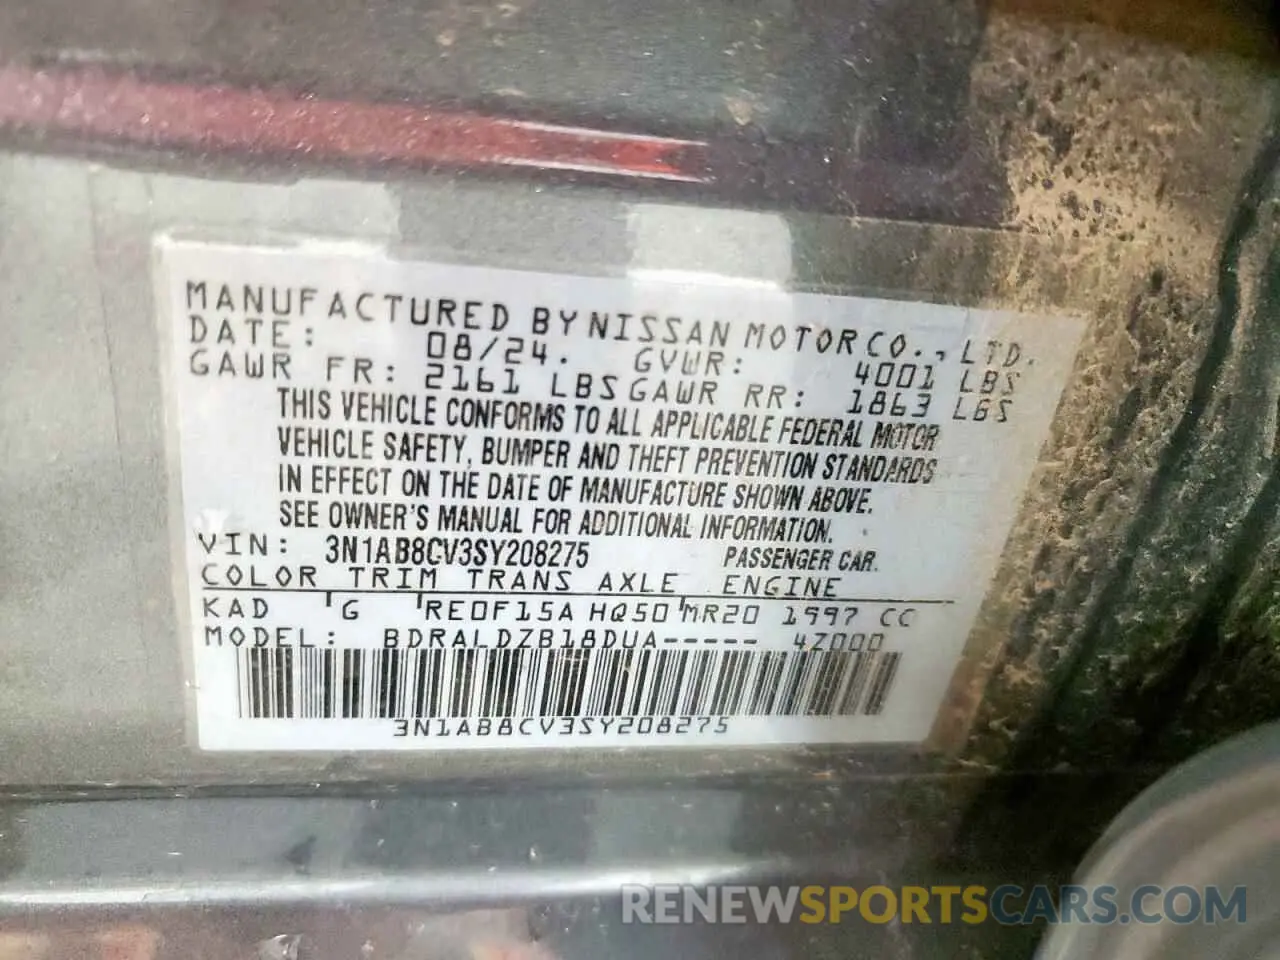 MANUFACTURED BY NISSAN MOTOR CO., LTD.
DATE: 08/24. GVWR: 4001 LBS
GAWR FR: 2161 LBS GAWR RR: 1863 LBS
THIS VEHICLE CONFORMS TO ALL APPLICABLE FEDERAL MOTOR
VEHICLE SAFETY, BUMPER AND THEFT PREVENTION STANDARDS
IN EFFECT ON THE DATE OF MANUFACTURE SHOWN ABOVE.
SEE OWNER'S MANUAL FOR ADDITIONAL INFORMATION.
VIN: 3N1AB8CV3SY208275 PASSENGER CAR.
COLOR TRIM TRANS AXLE ENGINE
KAD G RE0F15A HQ50 MR20 1997 CC
MODEL: BDRALDZB18DUA----- 4Z000
3N1AB8CV3SY208275
RENEWSPORTSCARS.COM